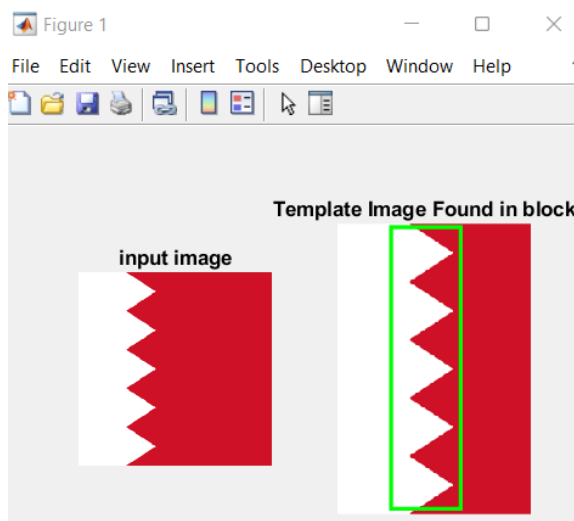 Figure 1
File Edit View Insert Tools Desktop Window Help
Template Image Found in block
input image